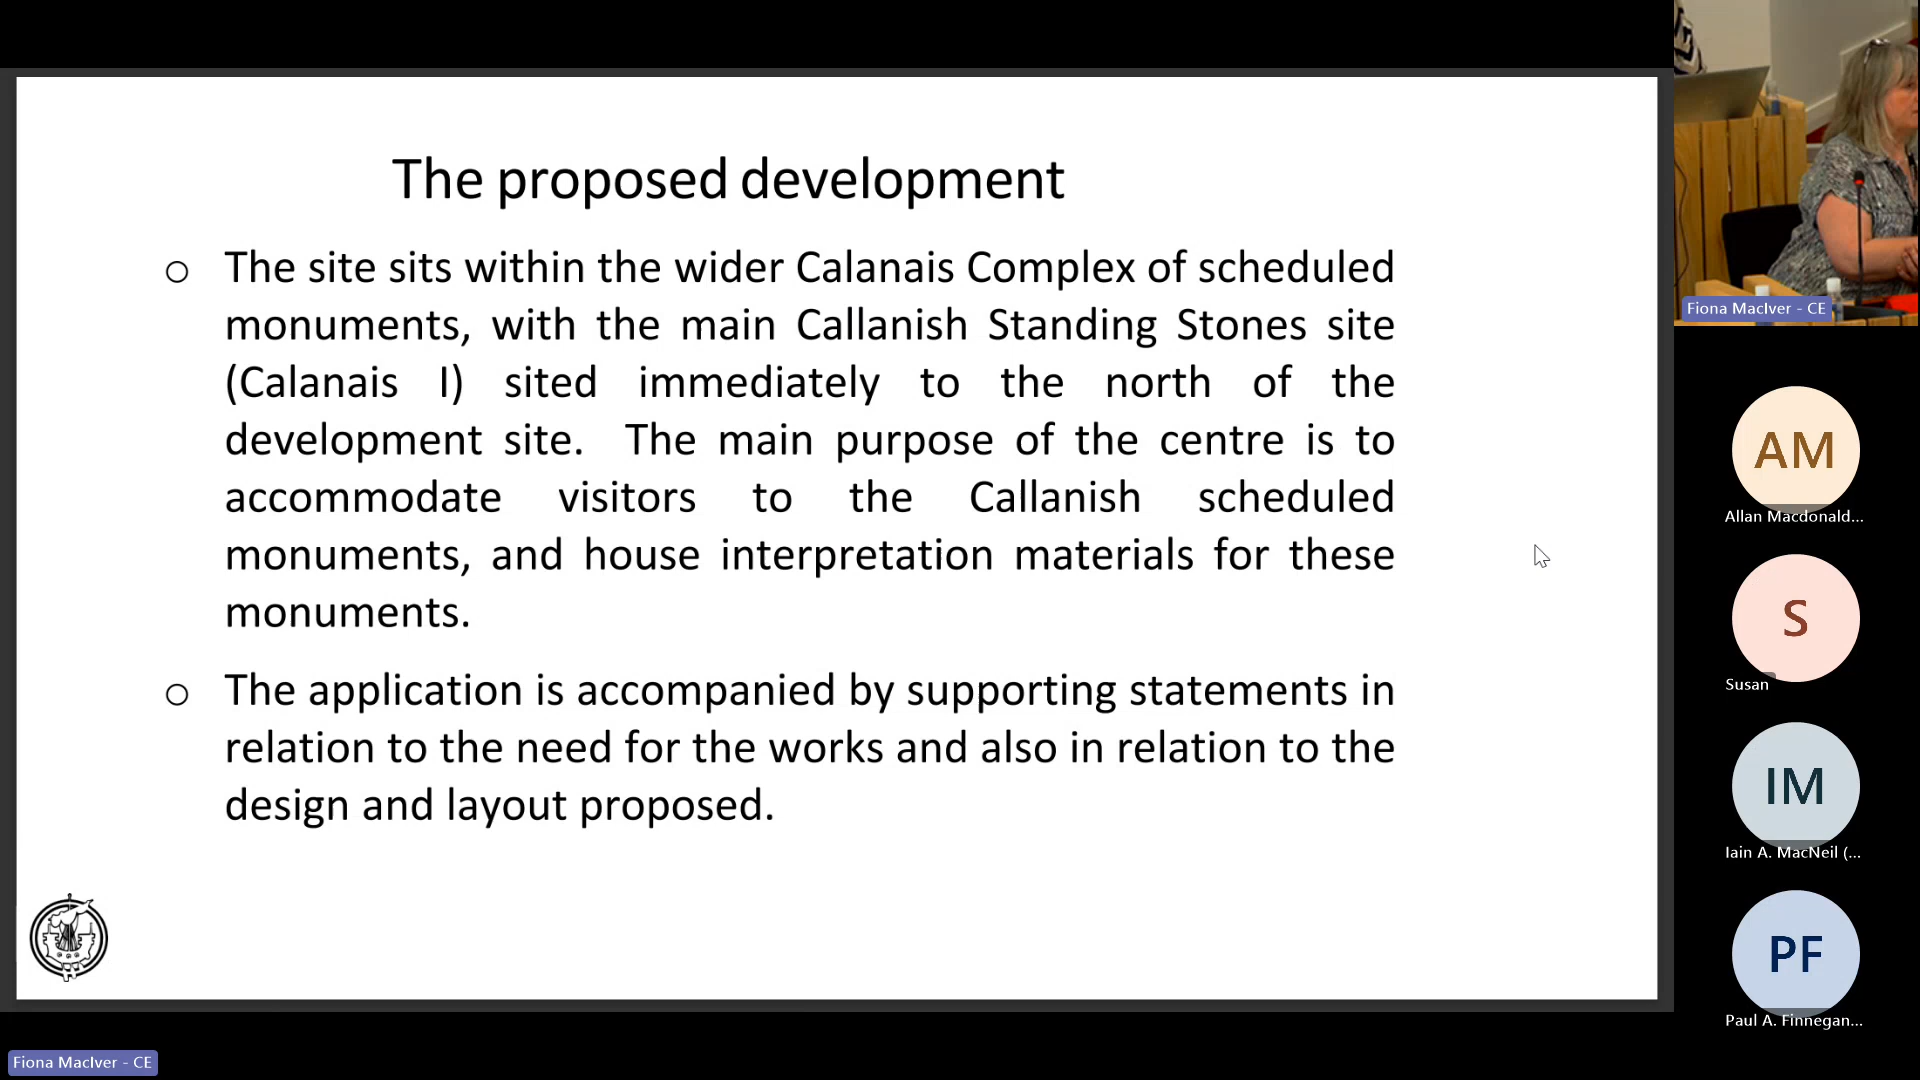 The proposed development
o The site sits within the wider Calanais Complex of scheduled
monuments, with the main Callanish Standing Stones site
(Calanais I) sited immediately to the north of the
development site. The main purpose of the centre is to
accommodate visitors to the Callanish scheduled
monuments, and house interpretation materials for these
monuments.
o The application is accompanied by supporting statements in
relation to the need for the works and also in relation to the
design and layout proposed.
Fiona MacIver - CE
Fiona MacIver - CE
AM
Allan Macdonald...
S
Susan
IM
Iain A. MacNeil (...
PF
Paul A. Finnegan...